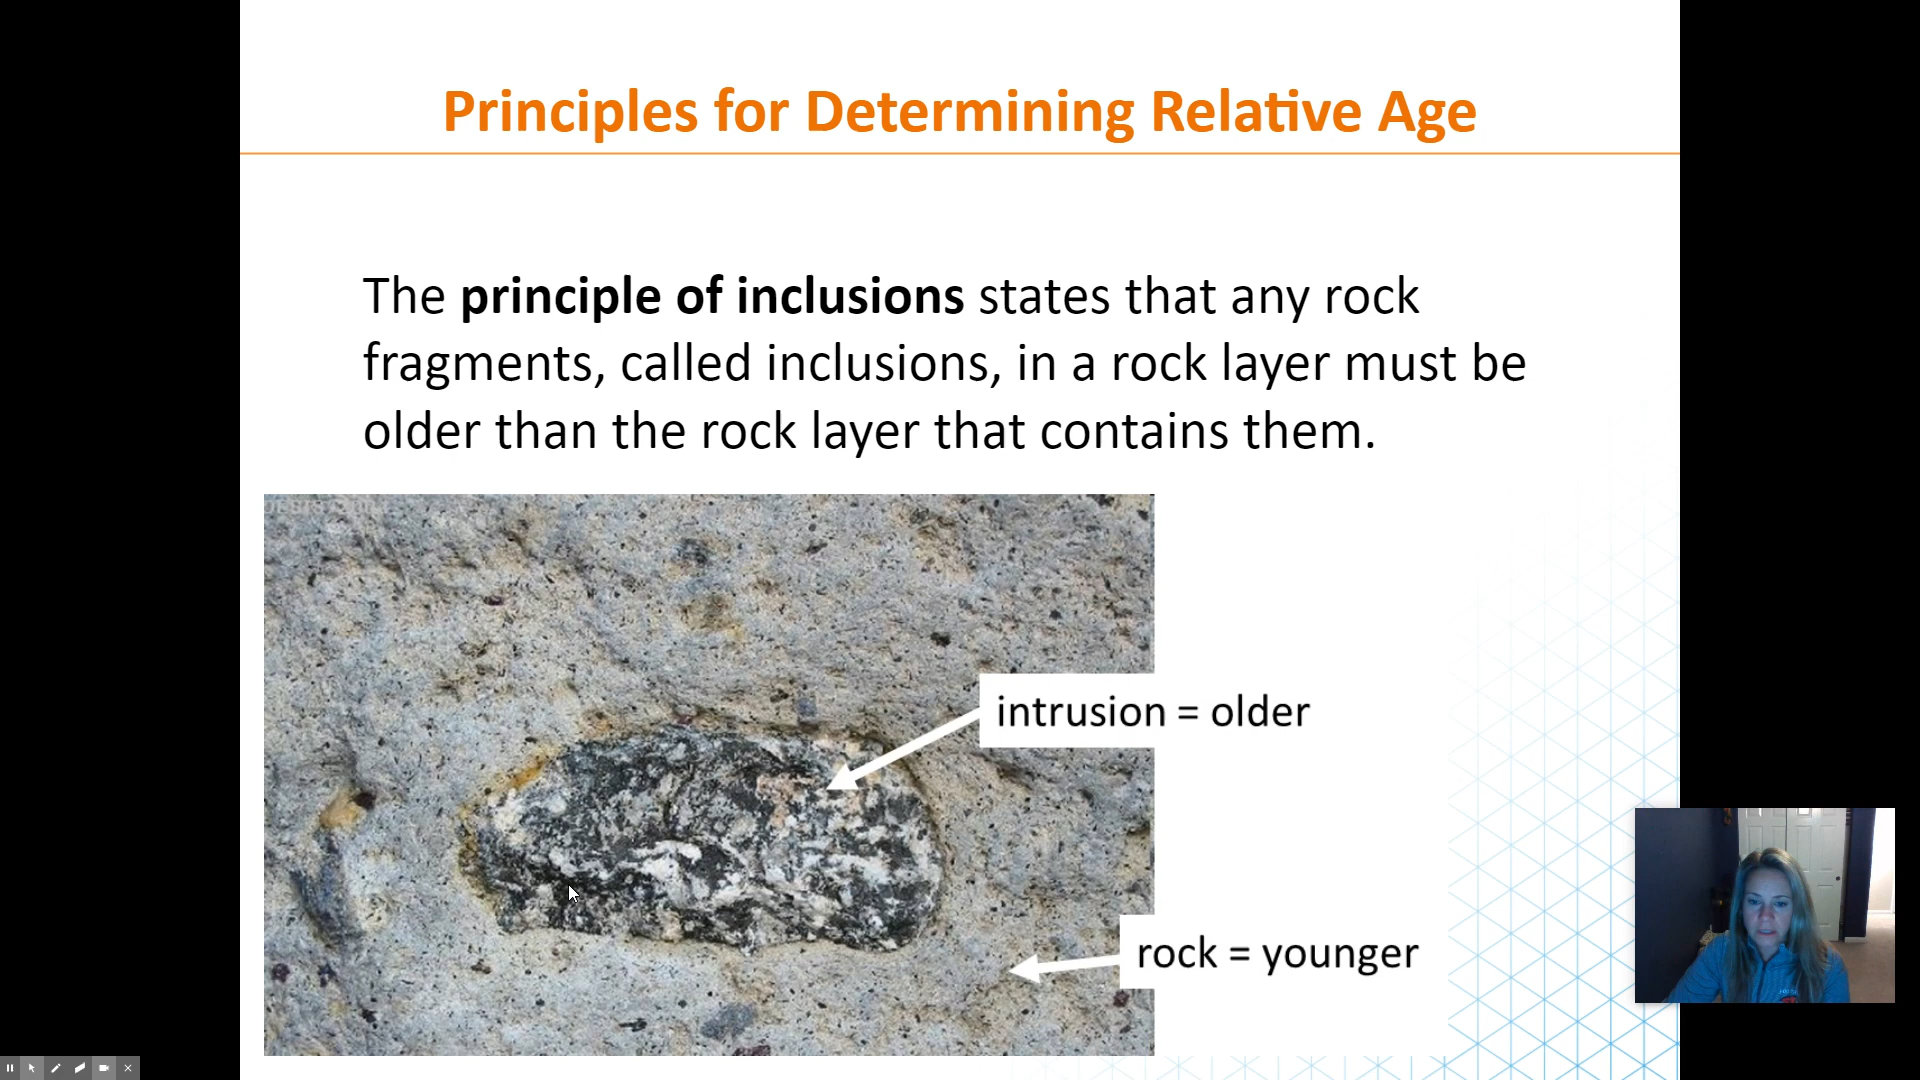 Principles for Determining Relative Age
The principle of inclusions states that any rock
fragments, called inclusions, in a rock layer must be
older than the rock layer that contains them.
intrusion = older
rock = younger